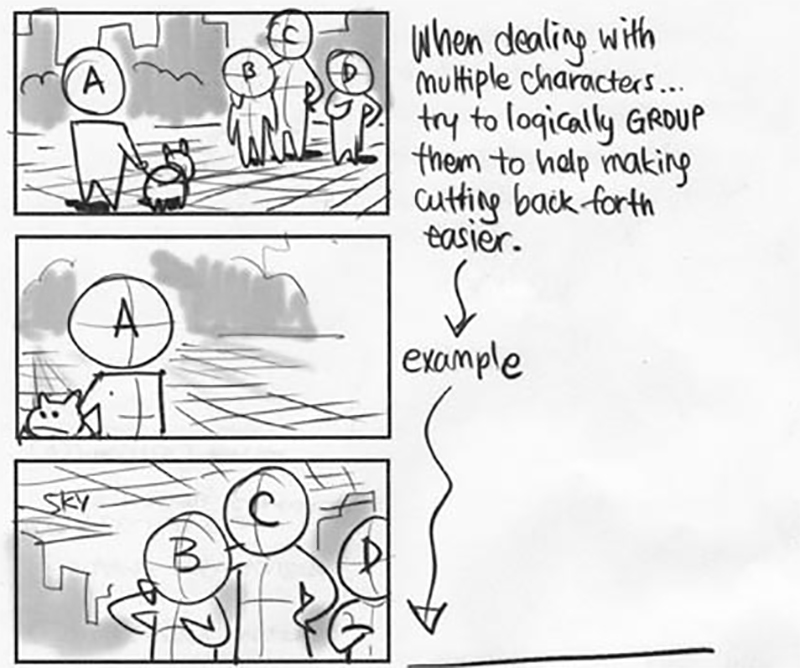 A
B
C
D
When dealing with
multiple characters...
try to logically GROUP
them to help making
cutting back-forth
easier.
example
A
SKY
B
C
D